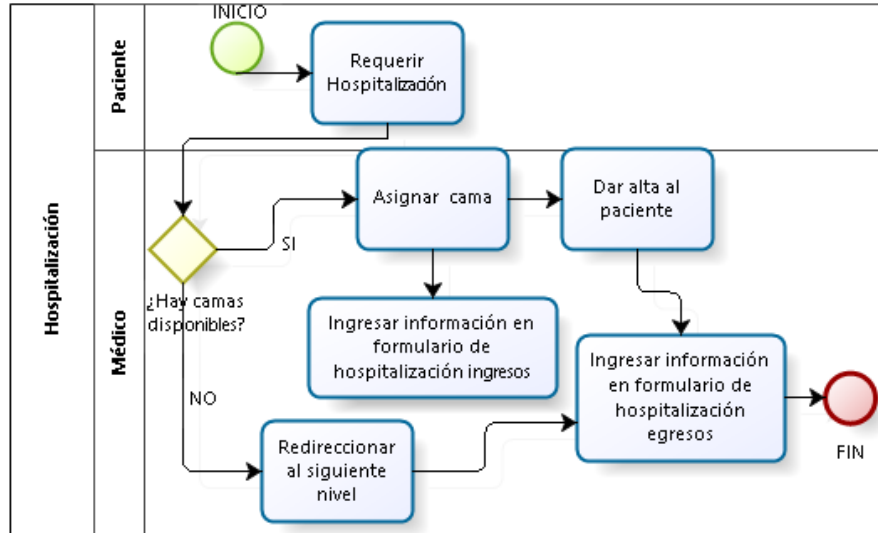 Hospitalización
Paciente
INICIO
Requerir
Hospitalización
Médico
¿Hay camas
disponibles?
SI
Asignar cama
Dar alta al
paciente
Ingresar información en
formulario de
hospitalización ingresos
NO
Redireccionar
al siguiente
nivel
Ingresar información
en formulario de
hospitalización
egresos
FIN